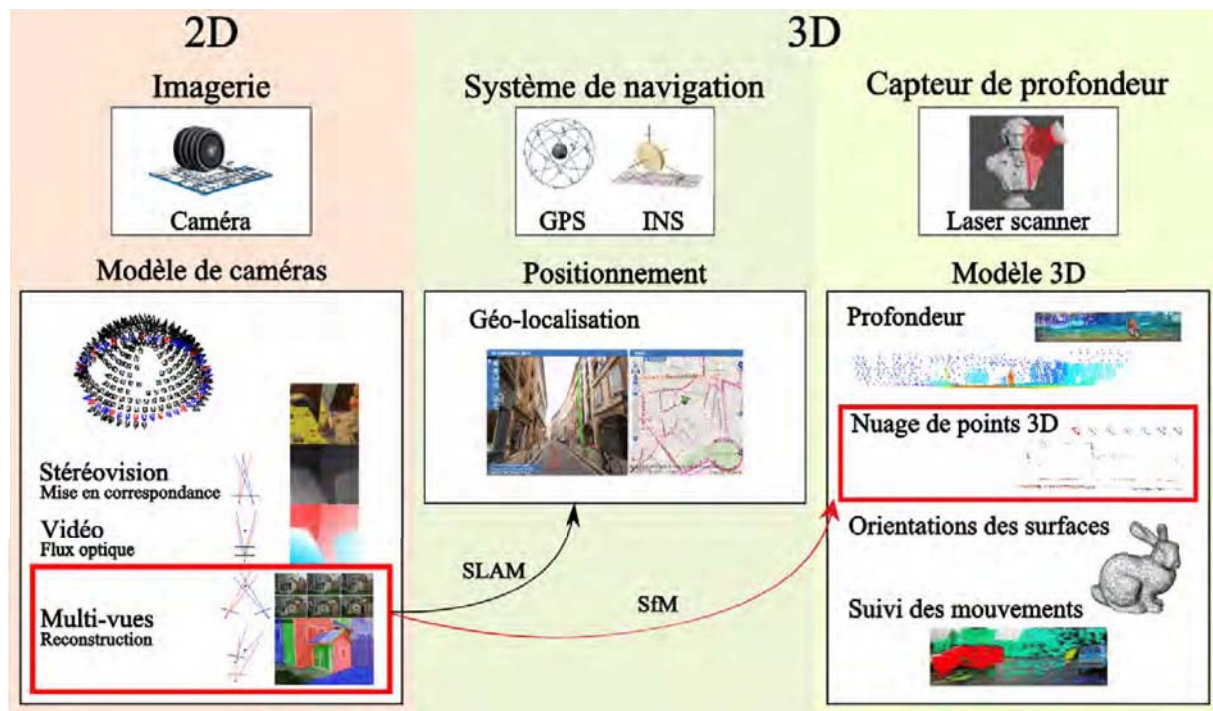 2D
3D
Imagerie
Système de navigation
Capteur de profondeur
Caméra
GPS
INS
Laser scanner
Modèle de caméras
Positionnement
Modèle 3D
Géo-localisation
Profondeur
Nuage de points 3D
Stéréovision
Mise en correspondance
Vidéo
Flux optique
Orientations des surfaces
SLAM
SfM
Multi-vues
Reconstruction
Suivi des mouvements